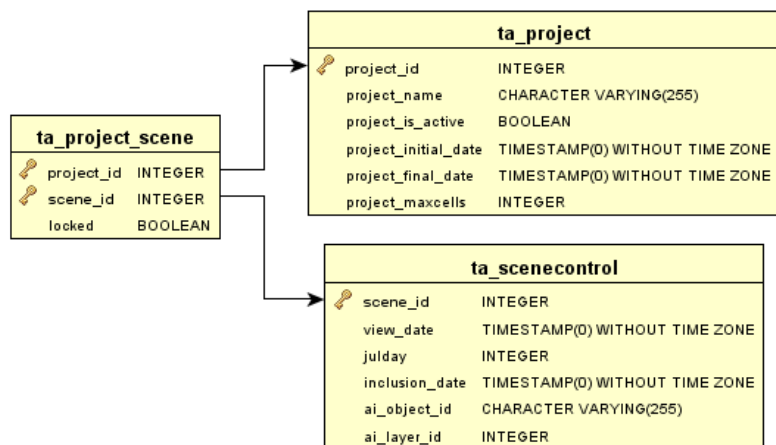 ta_project
project_id INTEGER
project_name CHARACTER VARYING(255)
project_is_active BOOLEAN
project_initial_date TIMESTAMP(0) WITHOUT TIME ZONE
project_final_date TIMESTAMP(0) WITHOUT TIME ZONE
project_maxcells INTEGER
ta_project_scene
project_id INTEGER
scene_id INTEGER
locked BOOLEAN
ta_scenecontrol
scene_id INTEGER
view_date TIMESTAMP(0) WITHOUT TIME ZONE
julday INTEGER
inclusion_date TIMESTAMP(0) WITHOUT TIME ZONE
ai_object_id CHARACTER VARYING(255)
ai_layer_id INTEGER